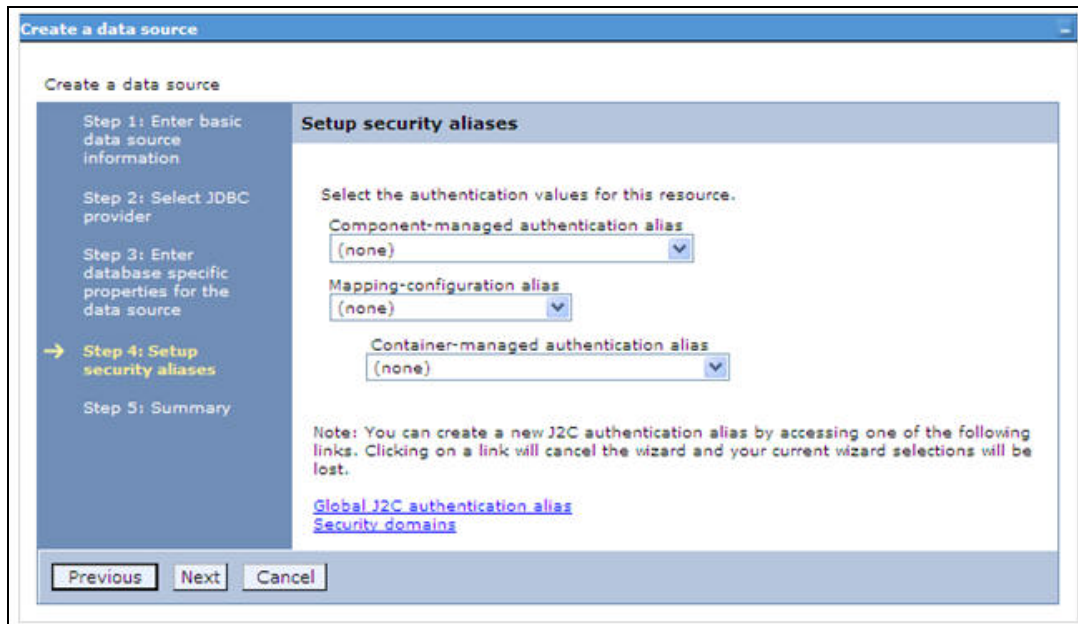 Create a data source
Create a data source
Step 1: Enter basic
data source
information
Step 2: Select JDBC
provider
Step 3: Enter
database specific
properties for the
data source
Step 4: Setup
security aliases
Step 5: Summary
Setup security aliases
Select the authentication values for this resource.
Component-managed authentication alias
(none)
Mapping-configuration alias
(none)
Container-managed authentication alias
(none)
Note: You can create a new J2C authentication alias by accessing one of the following
links. Clicking on a link will cancel the wizard and your current wizard selections will be
lost.
Global J2C authentication alias
Security domains
Previous Next Cancel